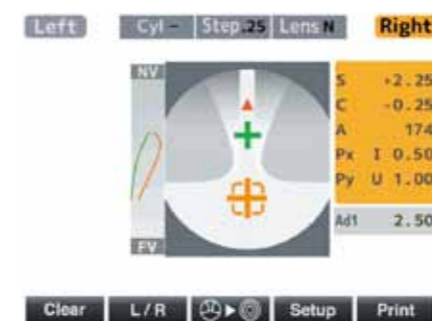 Left Cyl - Step.25 Lens N Right
NV
S +2.25
C -0.25
A 174
Px I 0.50
Py U 1.00
Ad1 2.50
FV
Clear L/R Setup Print